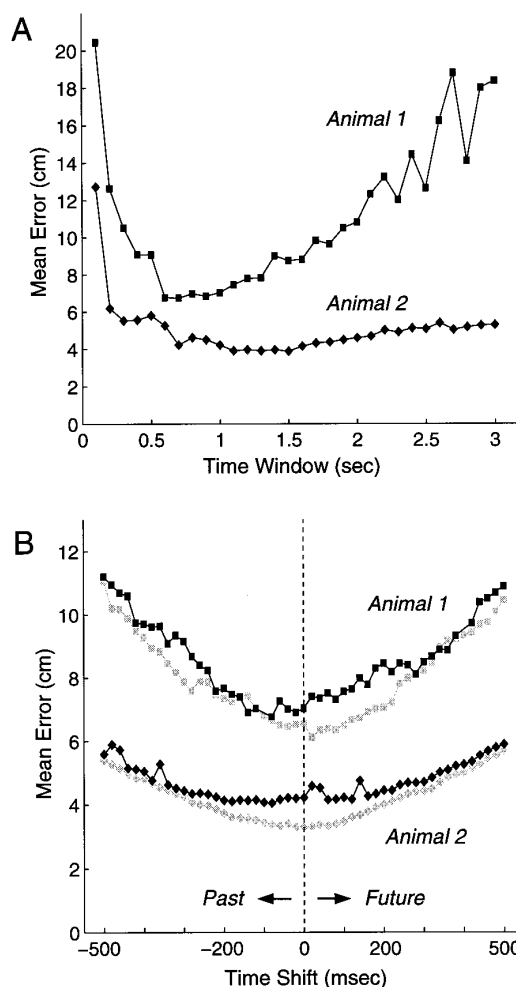 A
20
18
16
14
12
10
8
6
4
2
0
Mean Error (cm)
Animal 1
Animal 2
0 0.5 1 1.5 2 2.5 3
Time Window (sec)
B
12
10
8
6
4
2
0
Mean Error (cm)
Animal 1
Animal 2
Past Future
-500 -200 0 200 500
Time Shift (msec)